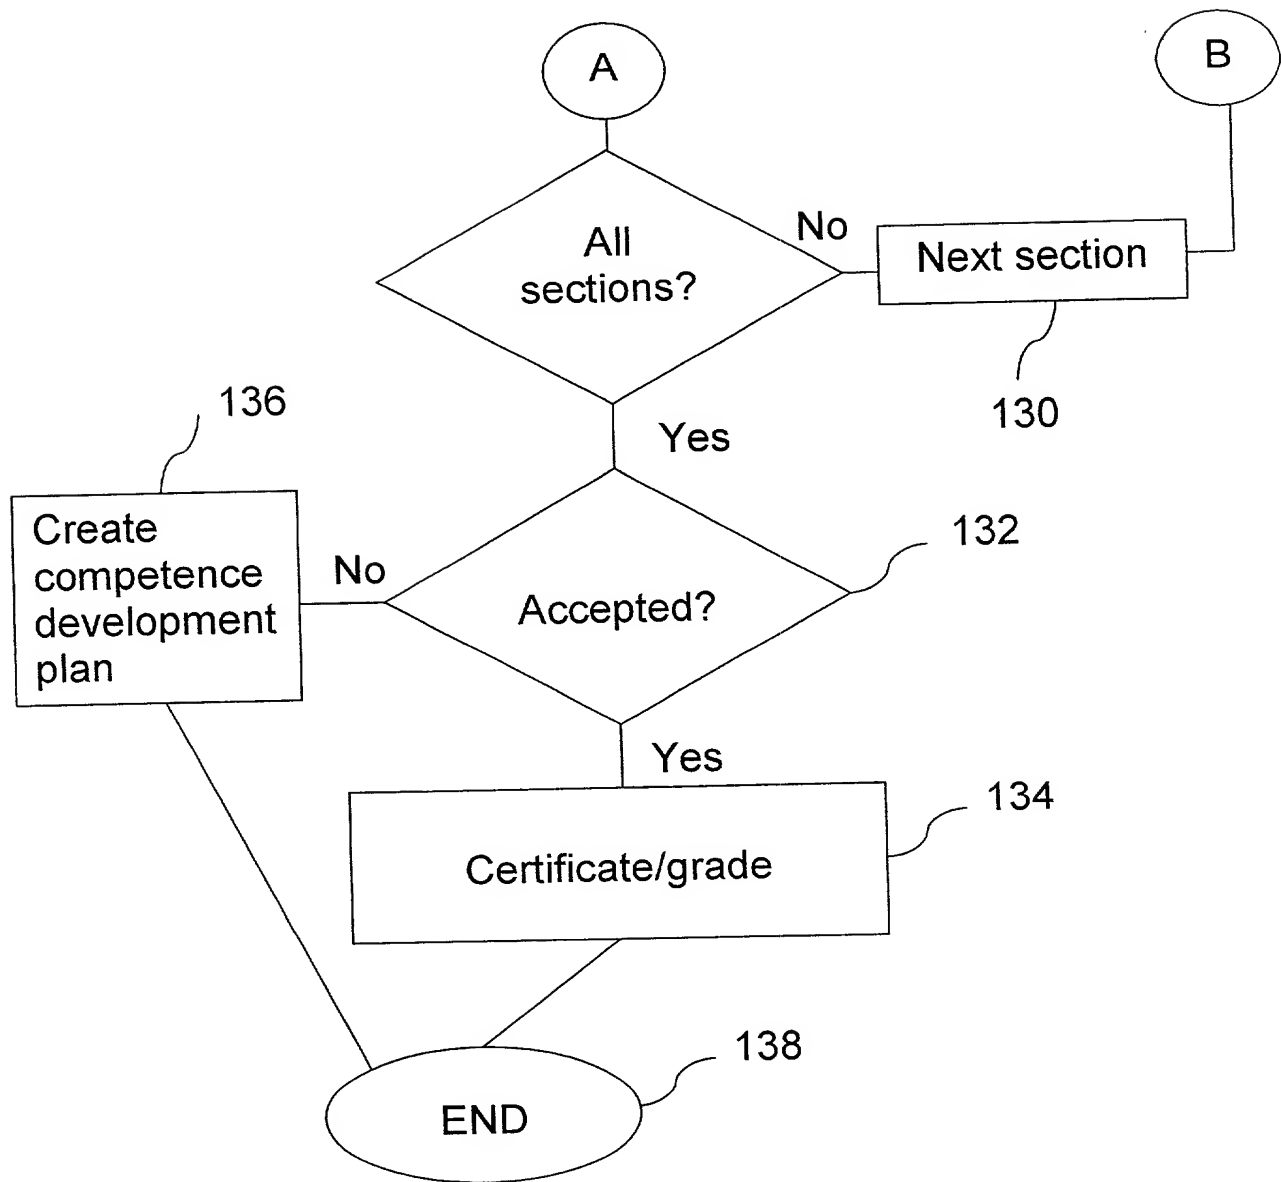 A
B
All
sections?
No
Next section
130
Yes
136
Create
competence
development
plan
No
132
Accepted?
Yes
134
Certificate/grade
138
END